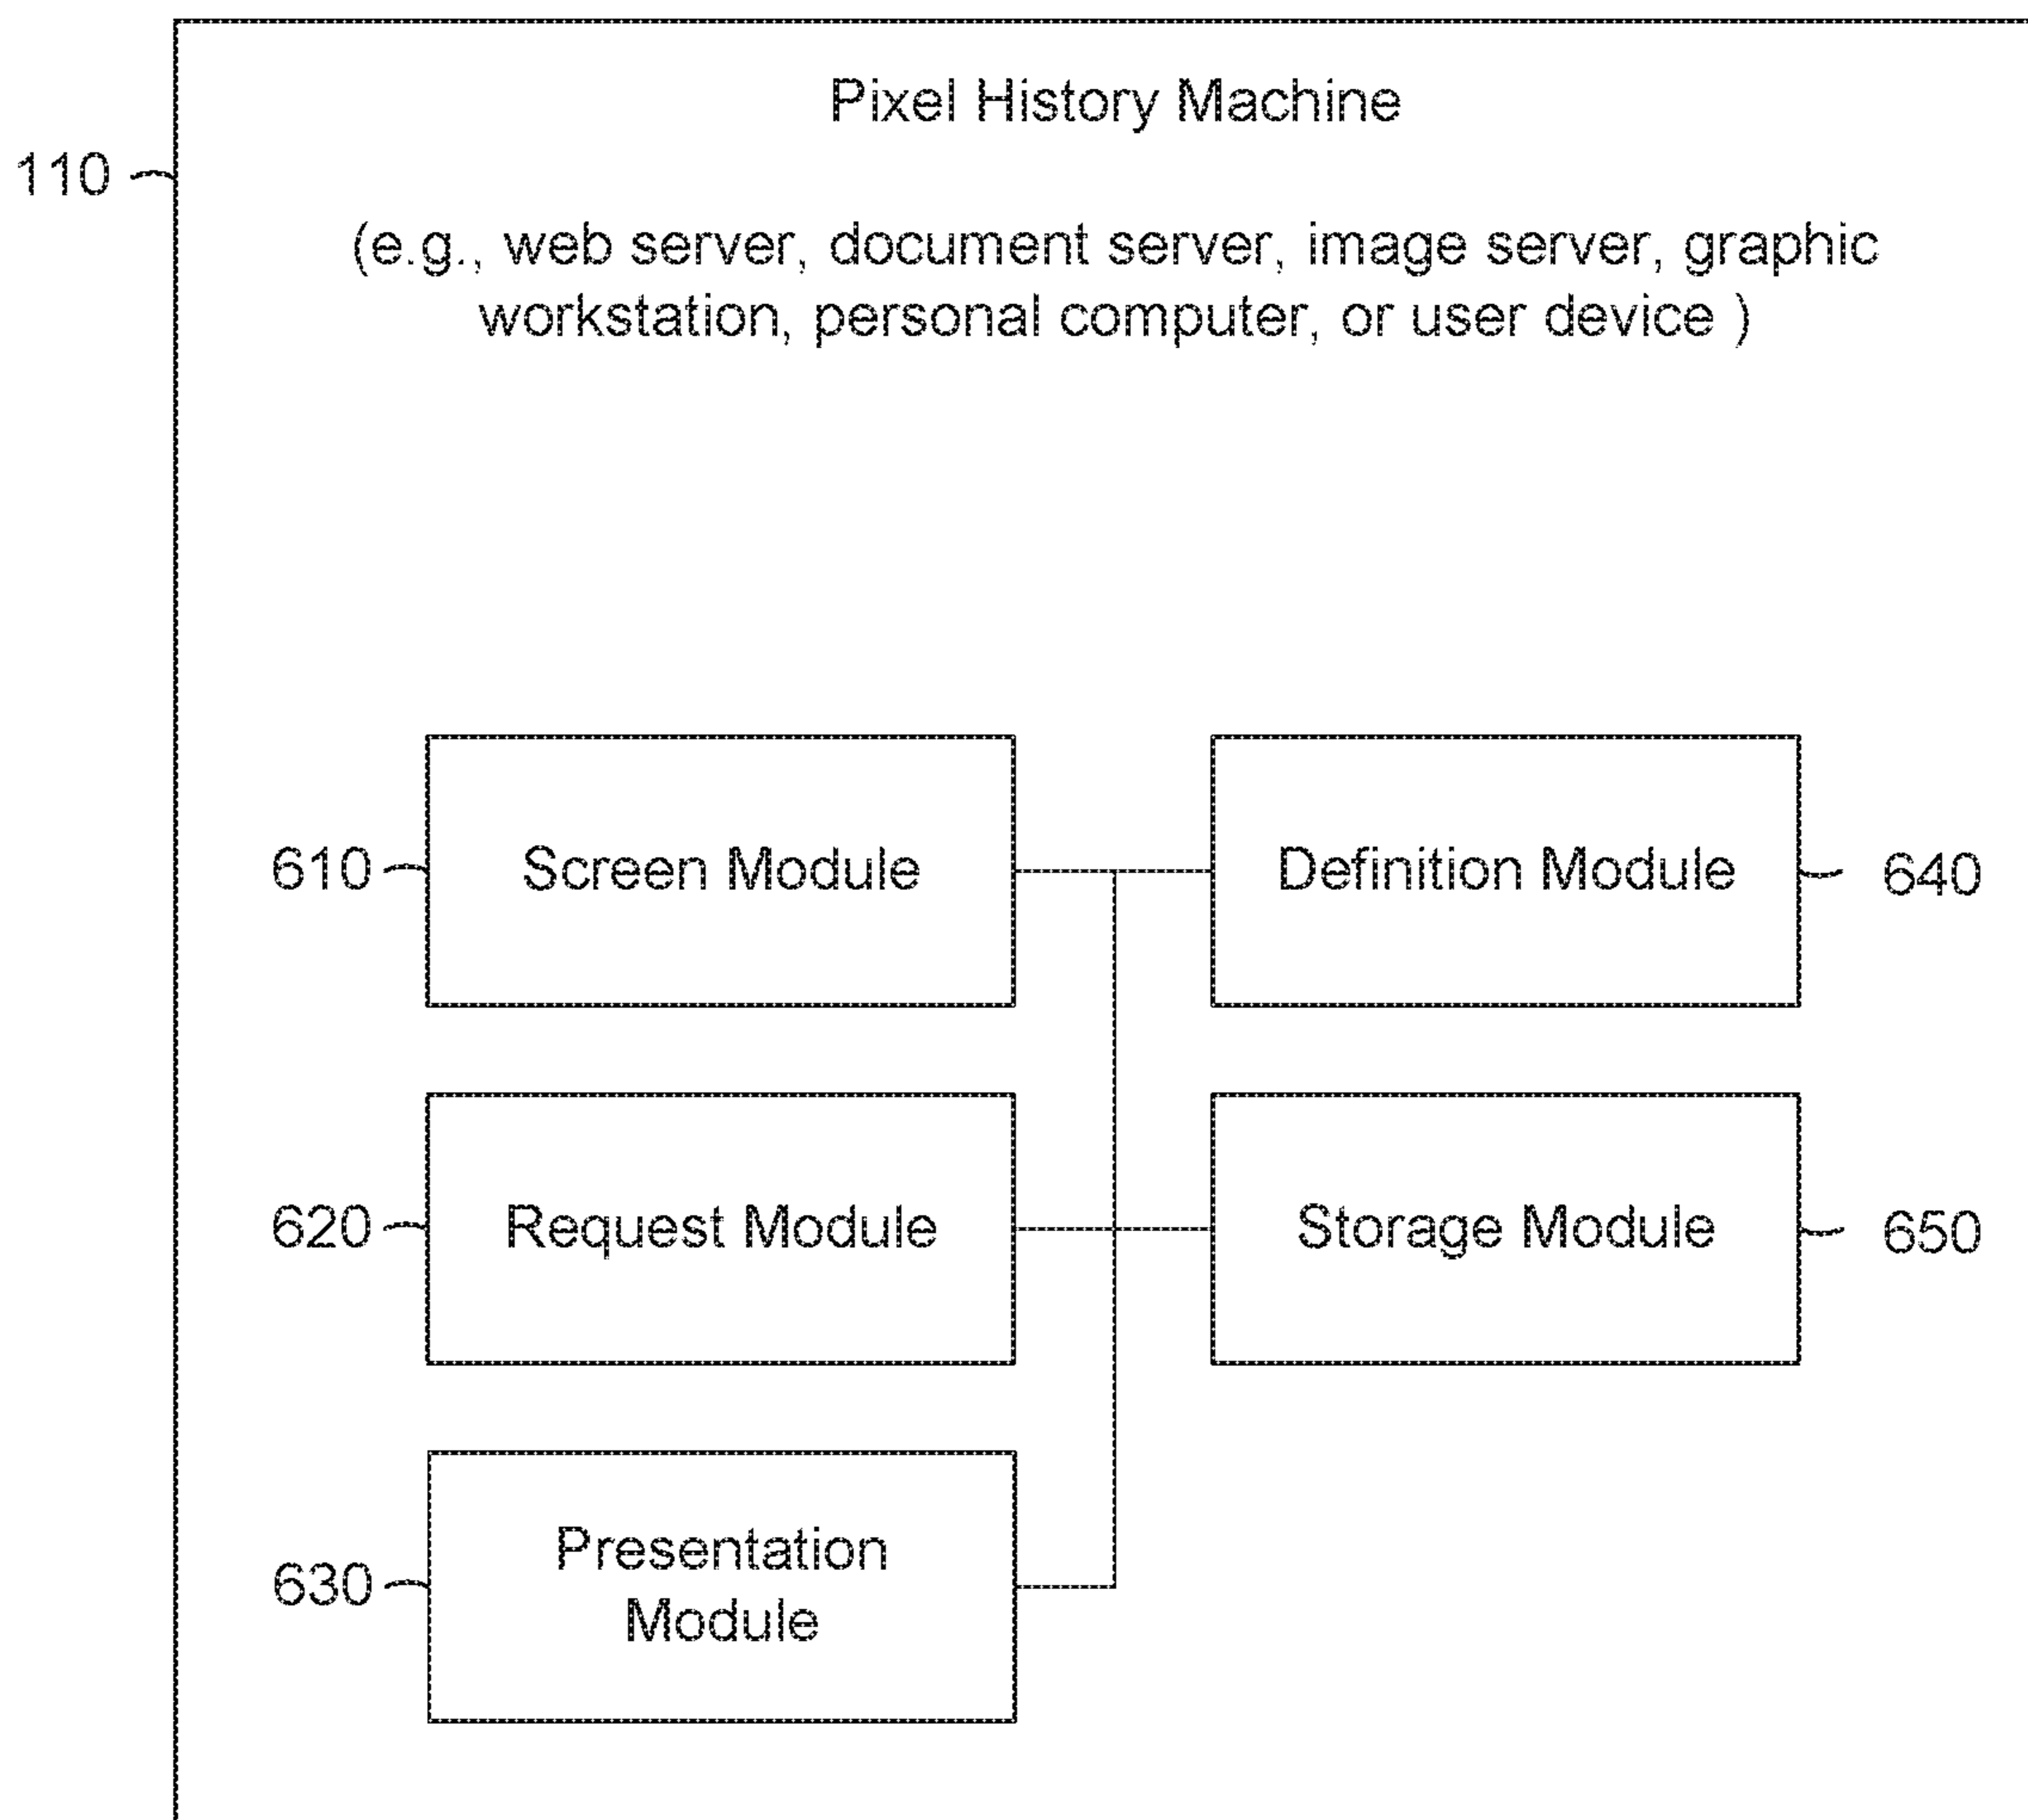 Pixel History Machine
110
(e.g., web server, document server, image server, graphic
workstation, personal computer, or user device )
610
Screen Module
Definition Module
640
620
Request Module
Storage Module
650
630
Presentation
Module